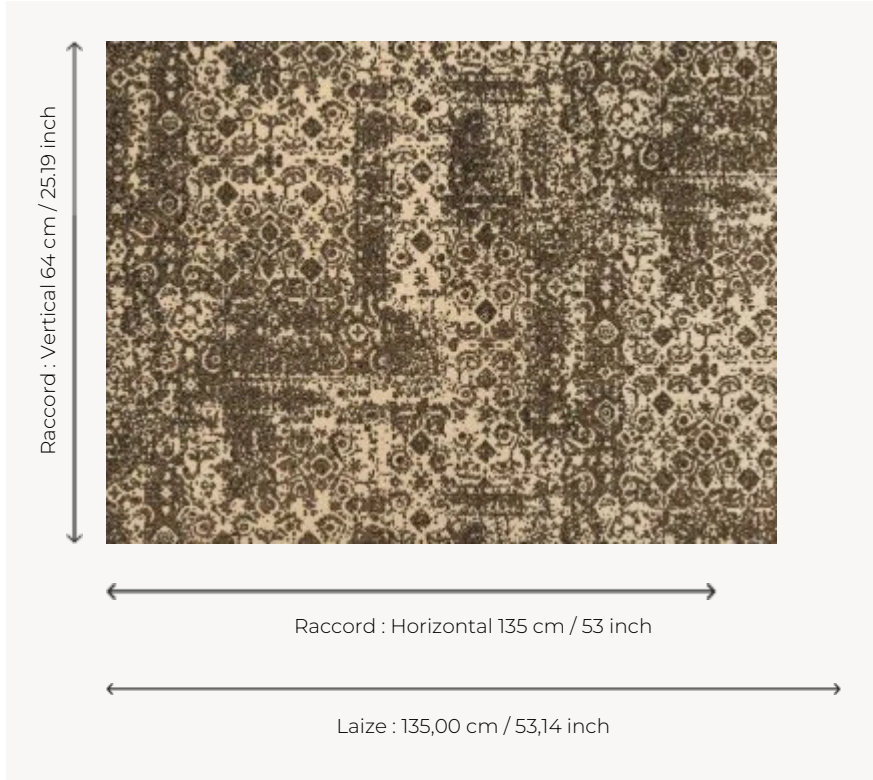 Raccord : Vertical 64 cm / 25.19 inch
Raccord : Horizontal 135 cm / 53 inch
Laize : 135,00 cm / 53,14 inch